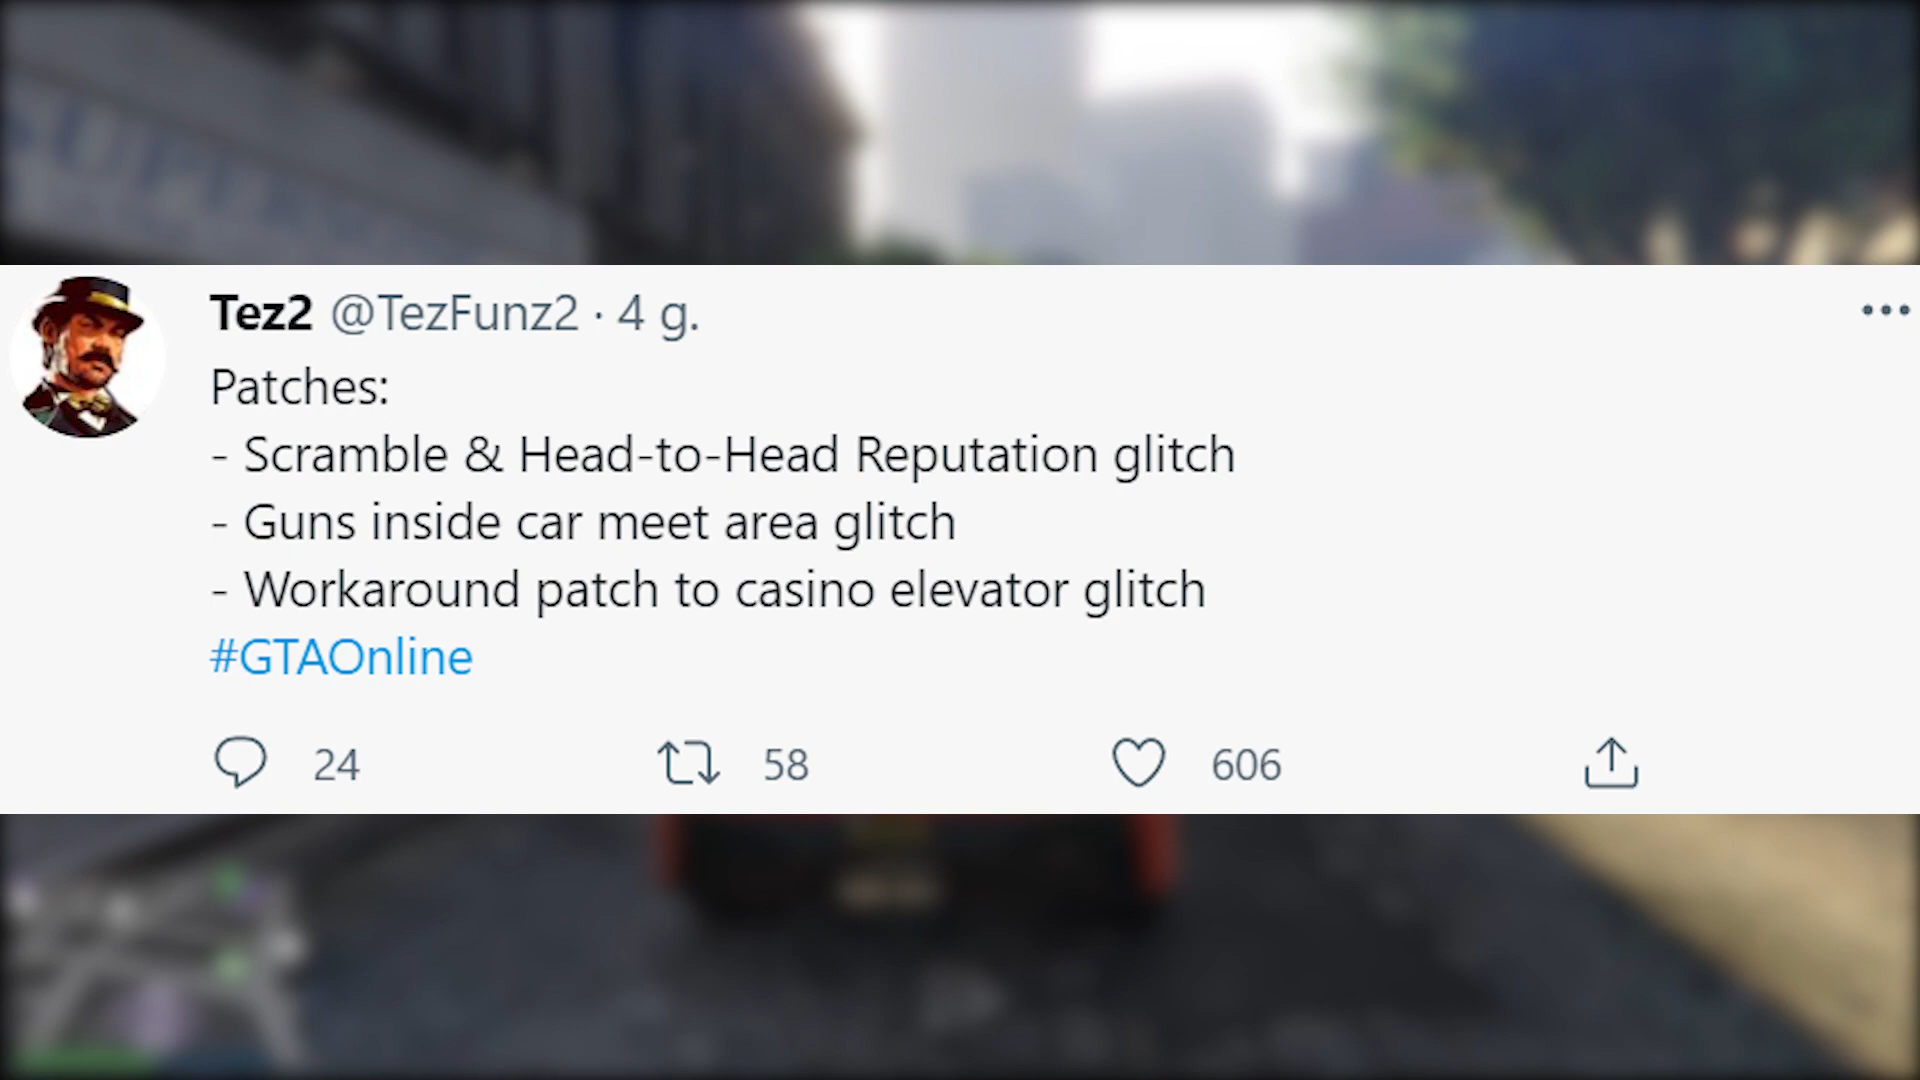 Tez2 @TezFunz2 · 4 g.
Patches:
- Scramble & Head-to-Head Reputation glitch
- Guns inside car meet area glitch
- Workaround patch to casino elevator glitch
#GTAOnline
24 58 606